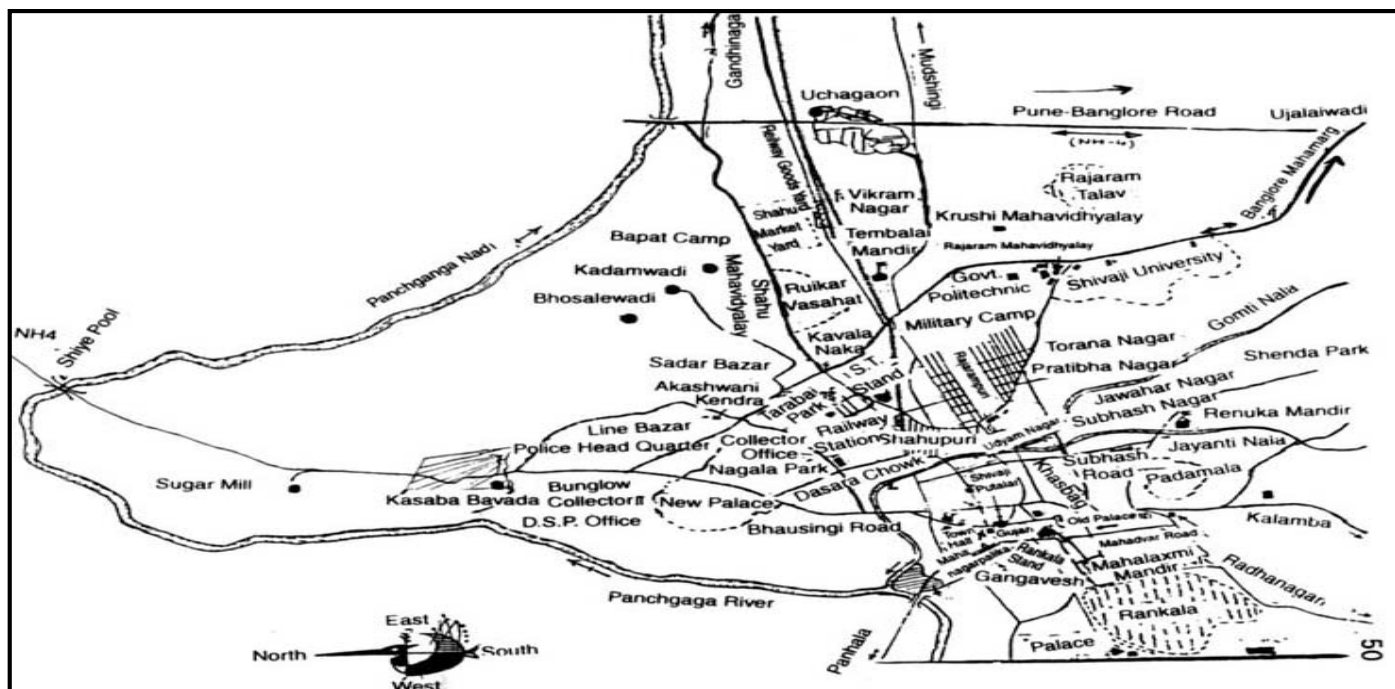 Gandhinaga
Mudshingi
Uchagaon
Pune-Banglore Road
Ujalaiwadi
(NH-4)
Railway Goods Yard
Banglore Mahamarg
Rajaram
Talav
Vikram
Nagar
Shahu
Market
Yard
Krushi Mahavidhyalay
Tembalai
Mandir
Rajaram Mahavidhyalay
Bapat Camp
Kadamwadi
Bhosalewadi
Panchganga Nadi
Shahu
Mahavidyalay
Ruikar
Vasahat
Govt.
Politechnic
Shivaji University
Military Camp
Gomti Nala
NH4
Shiye Pool
Kavala
Naka
Torana Nagar
Rajarampuri
Pratibha Nagar
Shenda Park
Sadar Bazar
Akashwani
Kendra
S.T.
Stand
Tarabai
Park
Jawahar Nagar
Subhash Nagar
Renuka Mandir
Line Bazar
Railway
Station
Shahupuri
Udyam Nagar
Police Head Quarter
Collector
Office
Jayanti Nala
Subhash
Road
Nagala Park
Dasara Chowk
Shivaji
Putala
Khasbag
Padamala
Sugar Mill
Kasaba Bavada
Bunglow
Collector
New Palace
D.S.P. Office
Bhausingi Road
Kalamba
Town
Hall
Gujari
Old Palace
Mahadvar Road
Maha
nagarpalika
Rankala
Stand
Gangavesh
Mahalaxmi
Mandir
Radhanagari
Panchgaga River
Rankala
Panhala
Palace
East
North
South
West
50